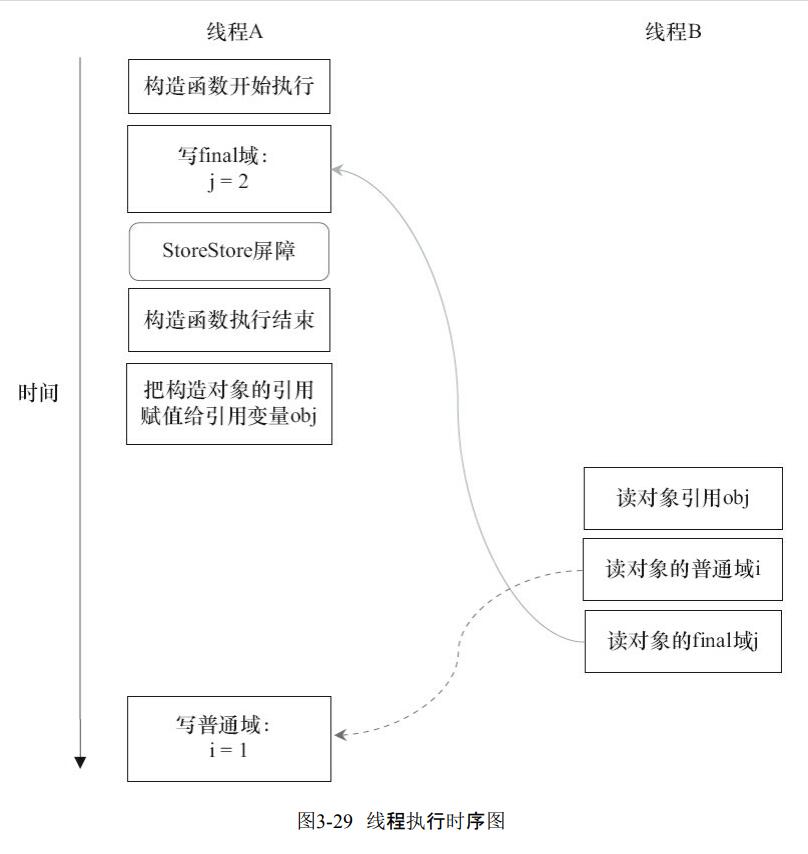 线程A
线程B
构造函数开始执行
写final域：
j = 2
StoreStore屏障
构造函数执行结束
时间
把构造对象的引用
赋值给引用变量obj
读对象引用obj
读对象的普通域i
读对象的final域j
写普通域：
i = 1
图3-29 线程执行时序图